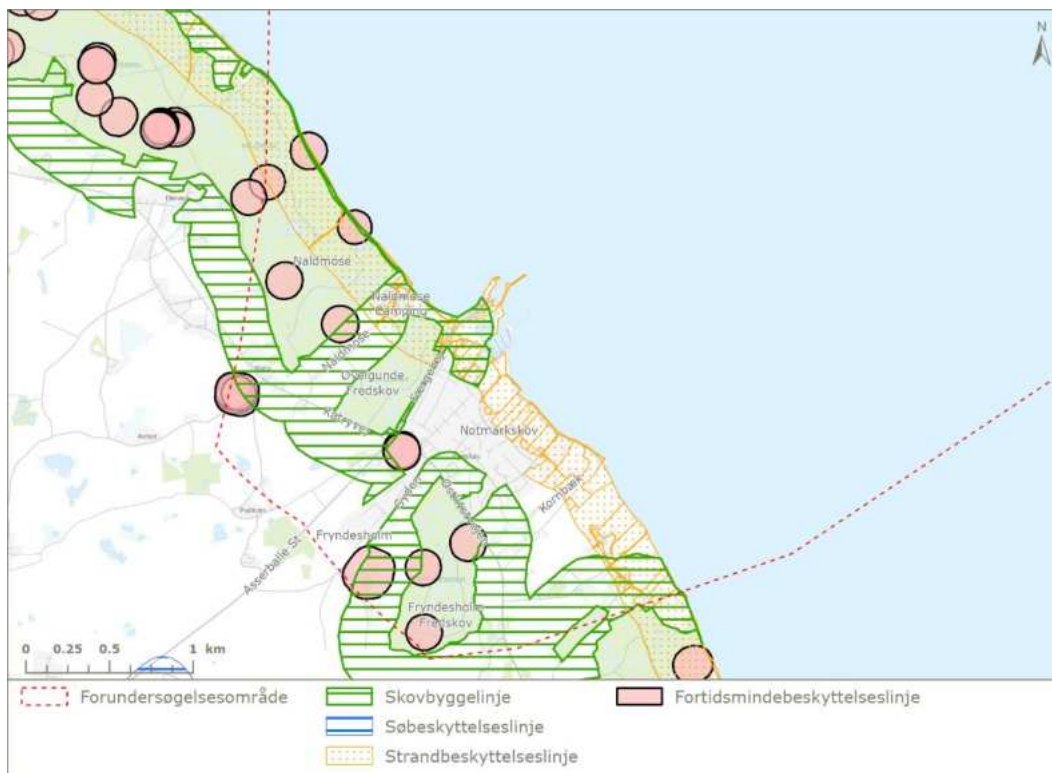 N
Naldmose
Naldmose
Camping
Naldmose
Fredskov
Notmarkskov
Kornbæk
Fryndesholm
Asserballe St.
Fryndesholm
Fredskov
0 0.25 0.5 1 km
Forundersøgelsesområde
Skovbyggelinje
Fortidsmindebeskyttelseslinje
Søbeskyttelseslinje
Strandbeskyttelseslinje